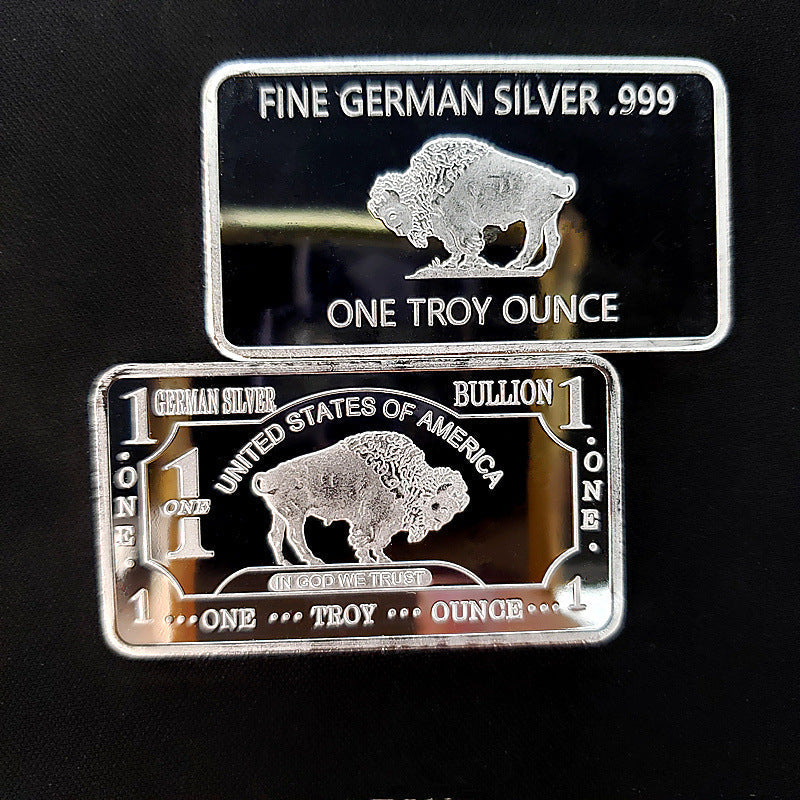 FINE GERMAN SILVER .999
ONE TROY OUNCE
1 GERMAN SILVER BULLION 1
UNITED STATES OF AMERICA
.ONE.
1
ONE
.ONE.
IN GOD WE TRUST
1 ...ONE ... TROY ... OUNCE... 1